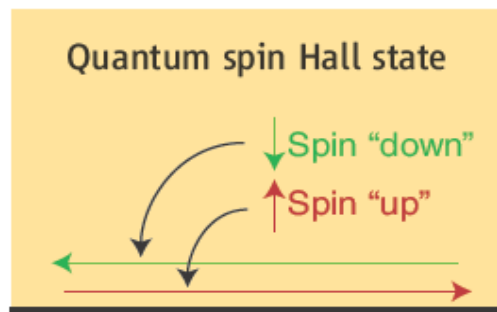 Quantum spin Hall state
Spin “down”
Spin “up”